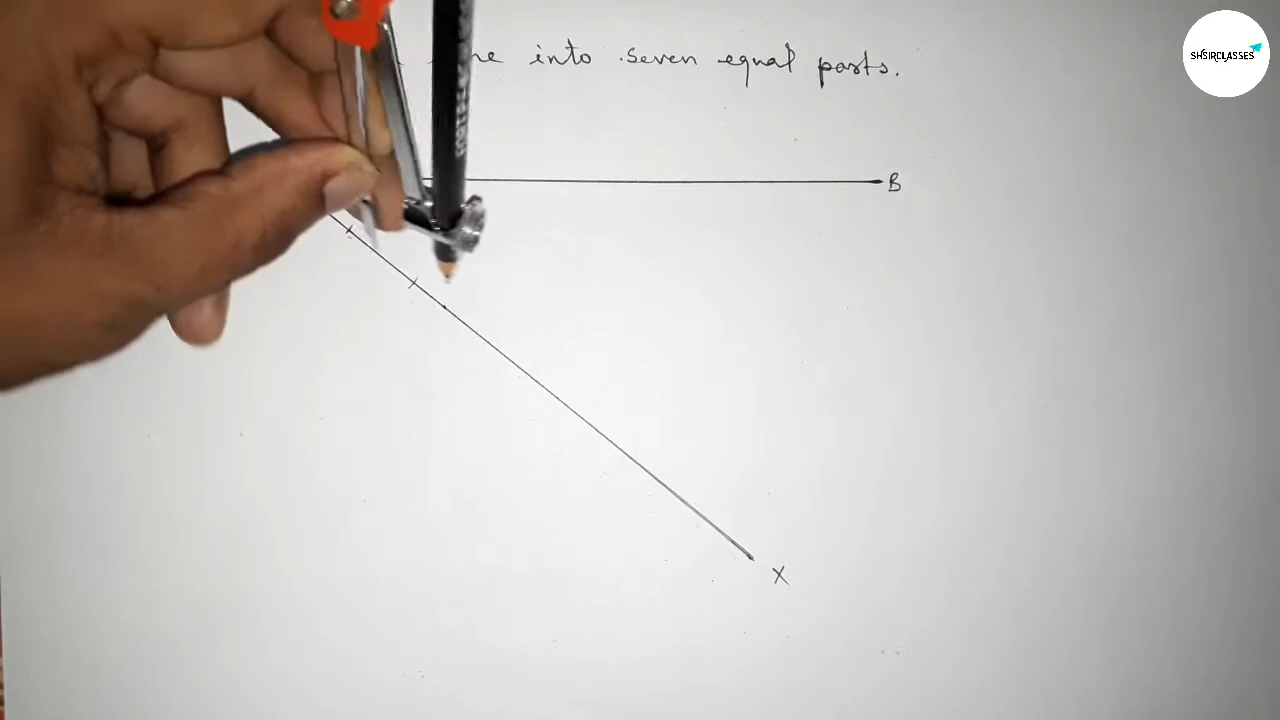 into seven equal parts.
SHSIRCLASSES
B
X